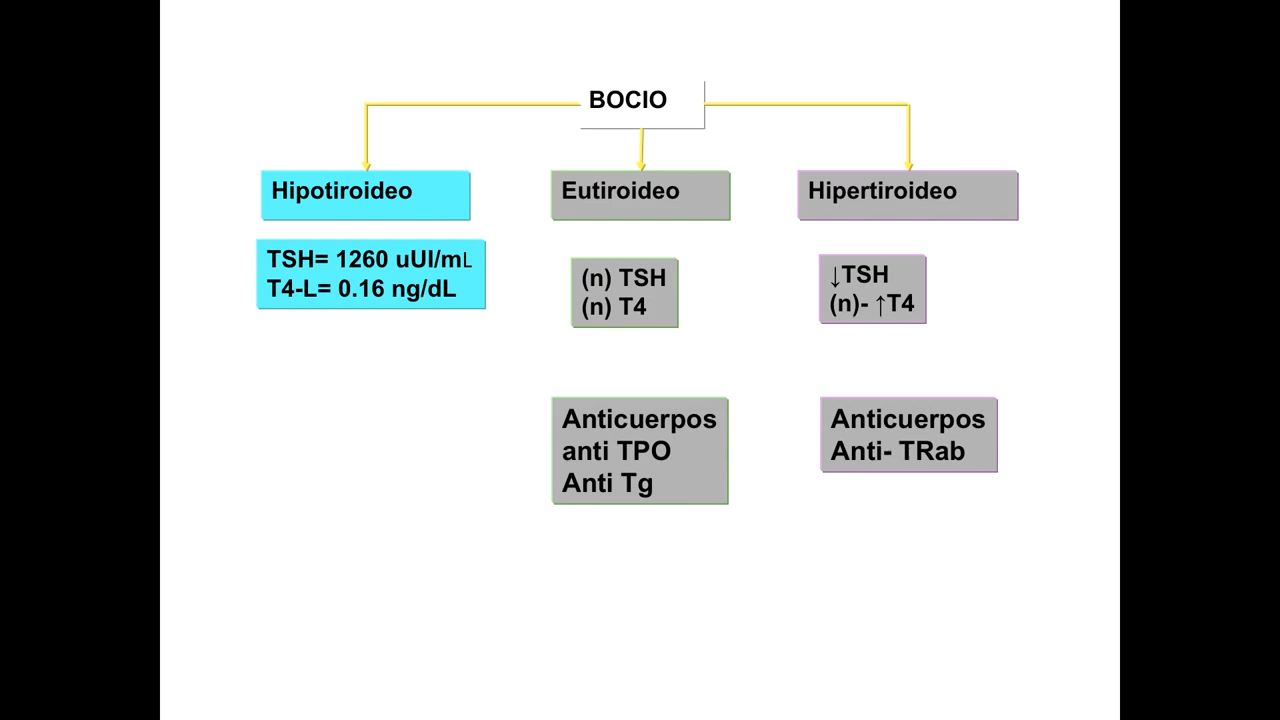 BOCIO
Hipotiroideo
Eutiroideo
Hipertiroideo
TSH= 1260 uUI/mL
T4-L= 0.16 ng/dL
(n) TSH
(n) T4
↓TSH
(n)- ↑T4
Anticuerpos
anti TPO
Anti Tg
Anticuerpos
Anti- TRab